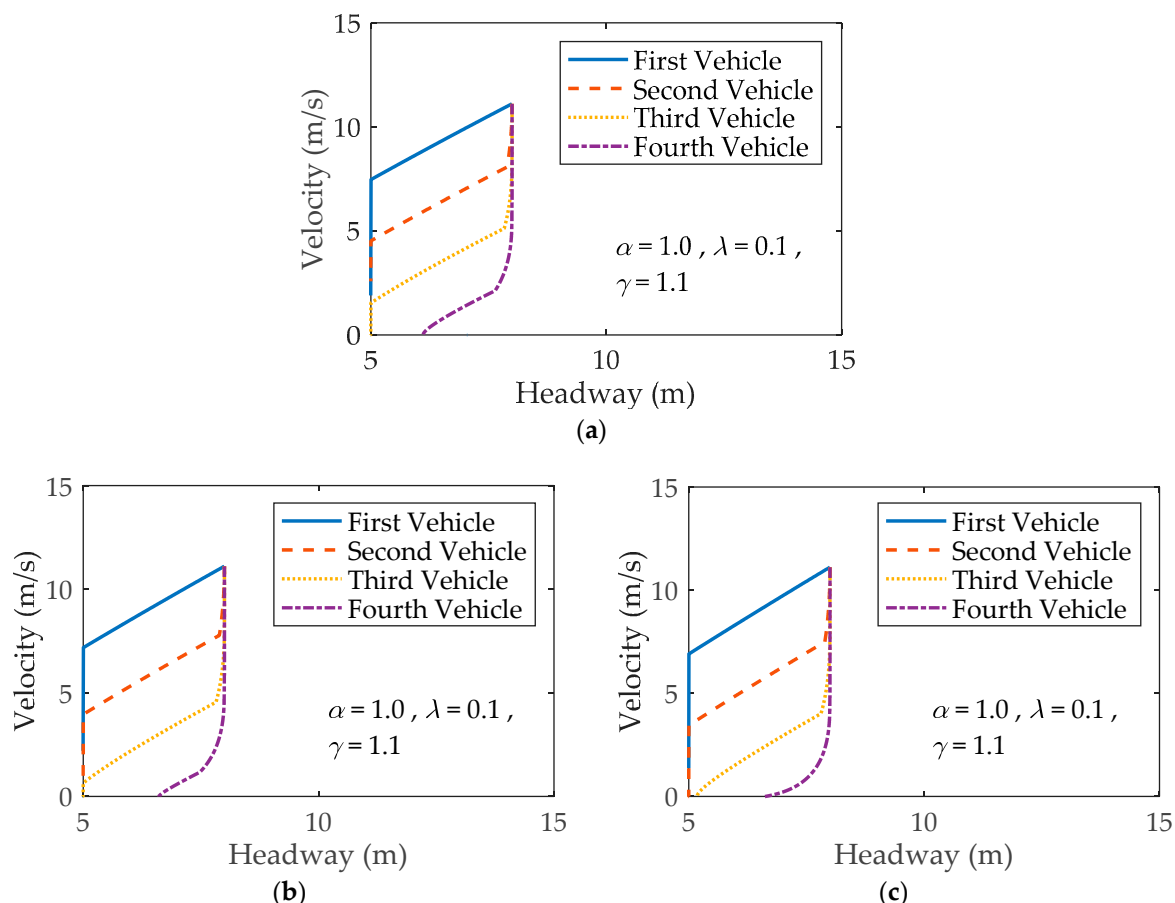 15
10
5
0
Velocity (m/s)
First Vehicle
Second Vehicle
Third Vehicle
Fourth Vehicle
α = 1.0 , λ = 0.1 ,
γ = 1.1
5 10 15
Headway (m)
(a)
15
10
5
0
Velocity (m/s)
First Vehicle
Second Vehicle
Third Vehicle
Fourth Vehicle
α = 1.0 , λ = 0.1 ,
γ = 1.1
5 10 15
Headway (m)
(b)
15
10
5
0
Velocity (m/s)
First Vehicle
Second Vehicle
Third Vehicle
Fourth Vehicle
α = 1.0 , λ = 0.1 ,
γ = 1.1
5 10 15
Headway (m)
(c)